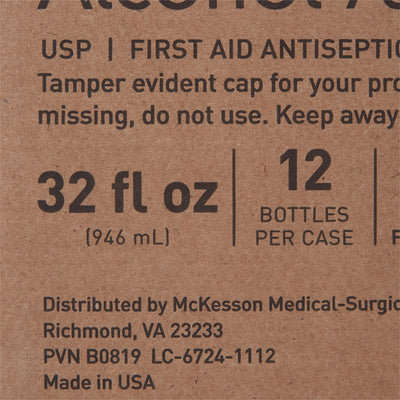 Alcohol
USP | FIRST AID ANTISEPTIC
Tamper evident cap for your
missing, do not use. Keep away
32 fl oz
(946 mL)
12
BOTTLES
PER CASE
Distributed by McKesson Medical-Surgic
Richmond, VA 23233
PVN B0819 LC-6724-1112
Made in USA